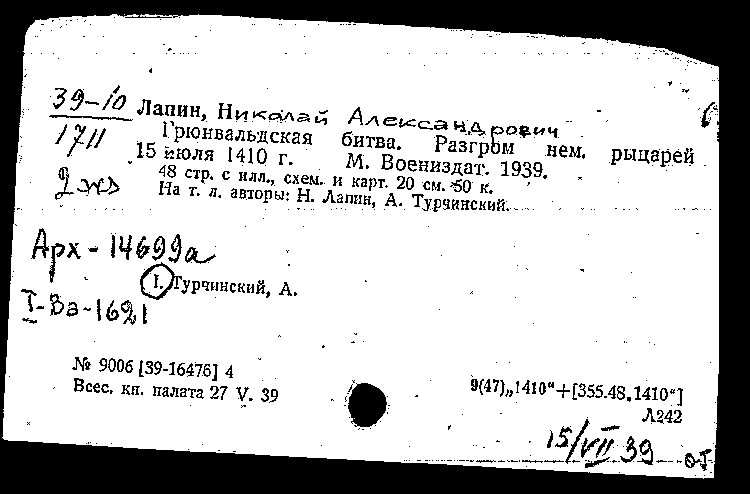 39-10
1711
2 экз
Лапин, Николай Александрович
Грюнвальдская битва. Разгром нем. рыцарей
15 июля 1410 г. М. Воениздат. 1939.
48 стр. с илл., схем. и карт. 20 см. 50 к.
На т. л. авторы: Н. Лапин, А. Турчинский.
Арх-14699а
I. Турчинский, А.
I-Ва-1621
№ 9006 [39-16476] 4
Всес. кн. палата 27 V. 39
9(47)„1410“+[355.48„1410“]
Л242
15/VII 39